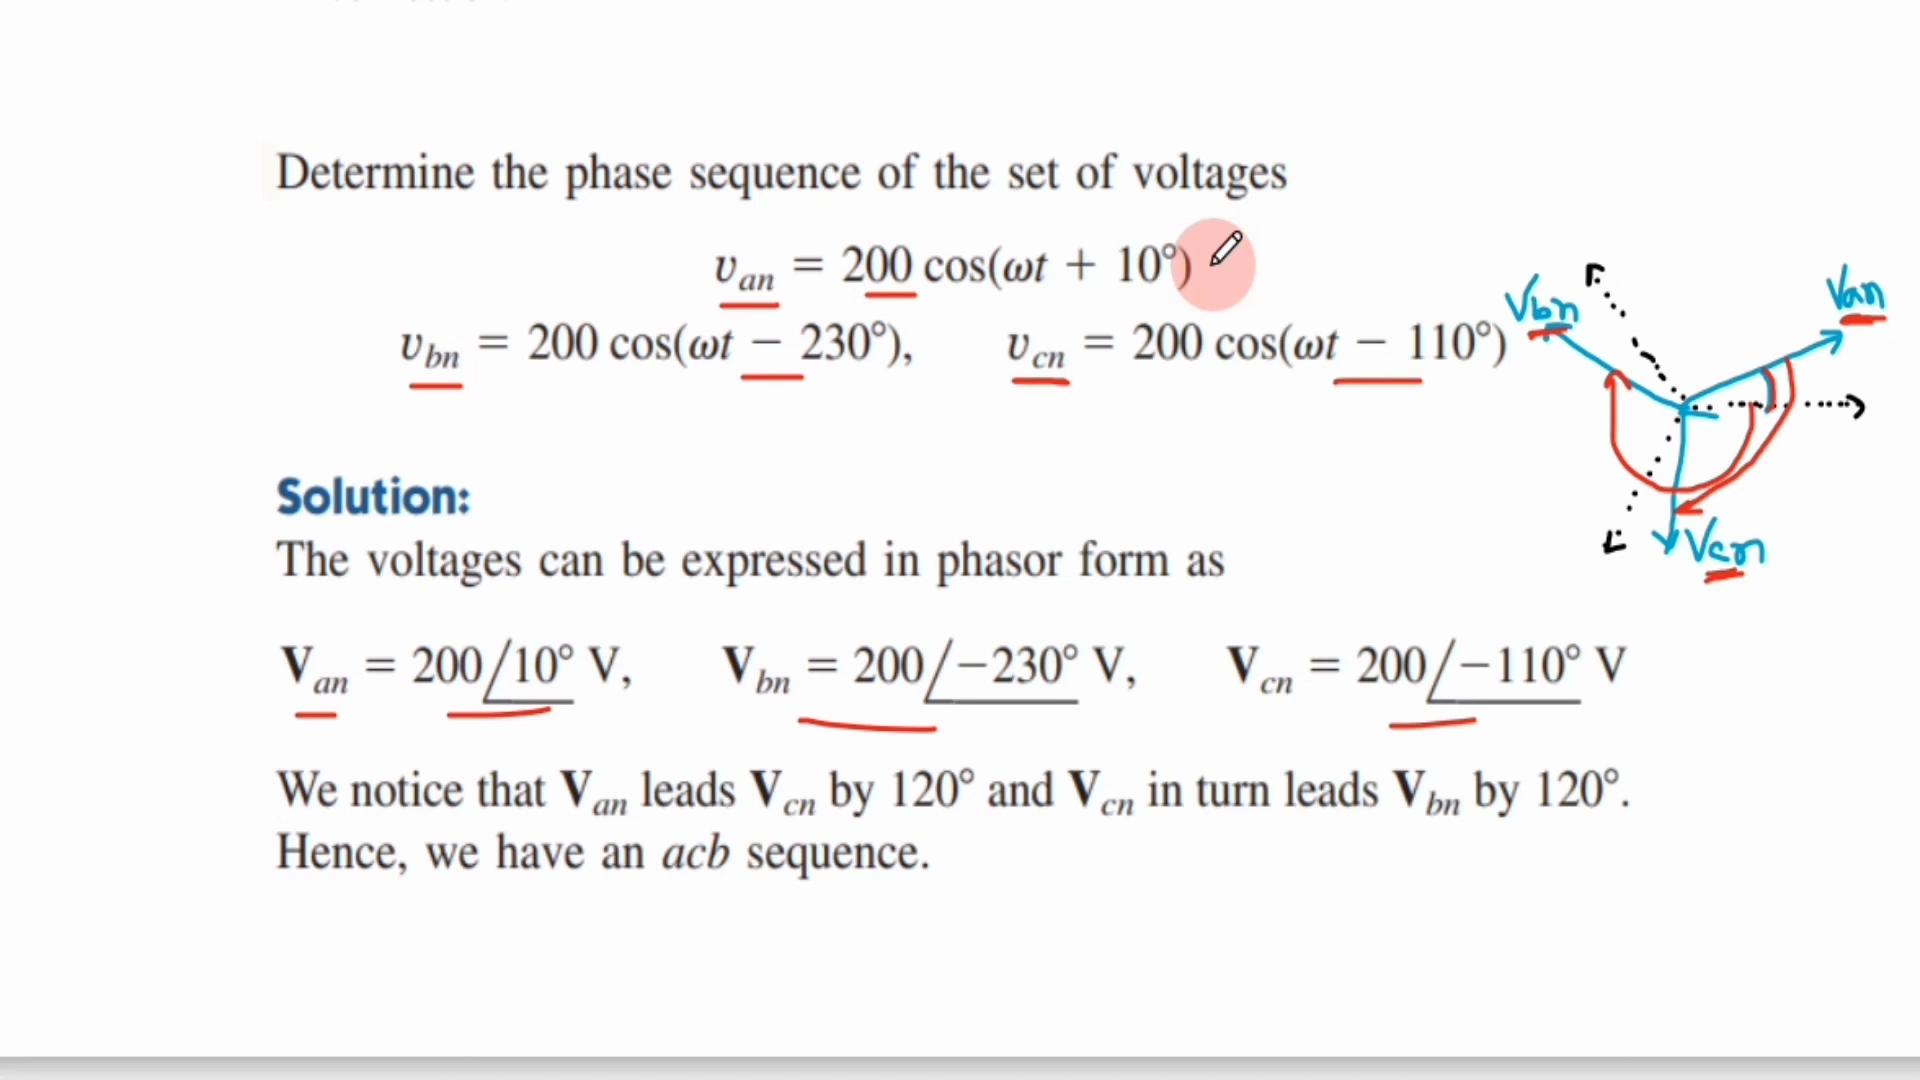 Determine the phase sequence of the set of voltages
v_an = 200 cos(ωt + 10°)
v_bn = 200 cos(ωt − 230°), v_cn = 200 cos(ωt − 110°)
Vbn
Van
Vcn
Solution:
The voltages can be expressed in phasor form as
V_an = 200/10° V, V_bn = 200/−230° V, V_cn = 200/−110° V
We notice that V_an leads V_cn by 120° and V_cn in turn leads V_bn by 120°.
Hence, we have an acb sequence.